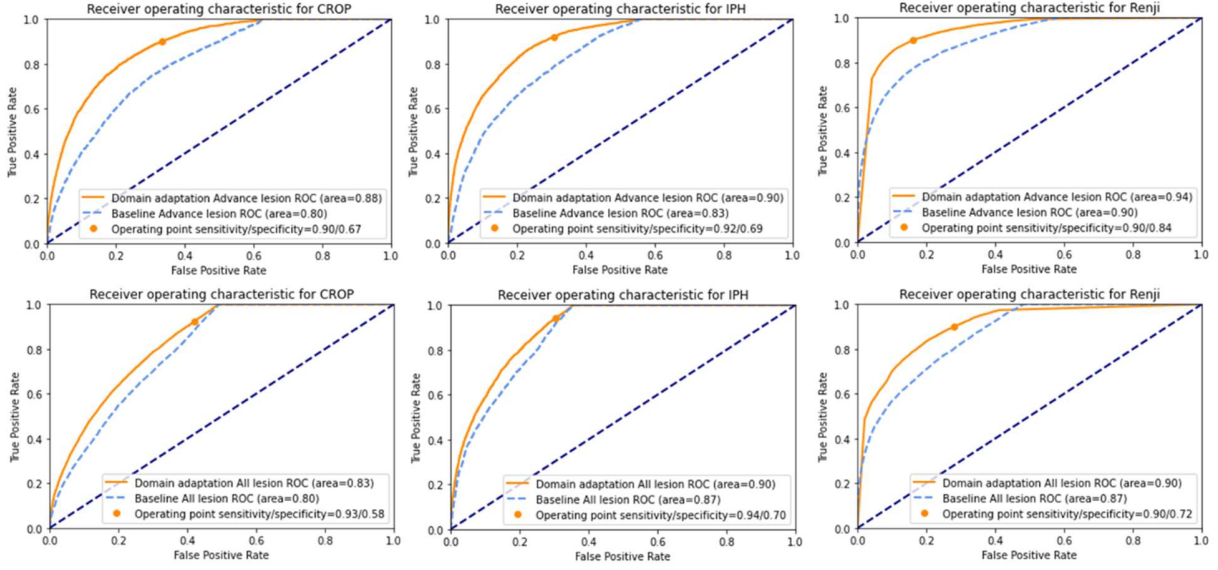 Receiver operating characteristic for CROP
True Positive Rate
1.0
0.8
0.6
0.4
0.2
0.0
Domain adaptation Advance lesion ROC (area=0.88)
Baseline Advance lesion ROC (area=0.80)
Operating point sensitivity/specificity=0.90/0.67
0.0 0.2 0.4 0.6 0.8 1.0
False Positive Rate
Receiver operating characteristic for IPH
True Positive Rate
1.0
0.8
0.6
0.4
0.2
0.0
Domain adaptation Advance lesion ROC (area=0.90)
Baseline Advance lesion ROC (area=0.83)
Operating point sensitivity/specificity=0.92/0.69
0.0 0.2 0.4 0.6 0.8 1.0
False Positive Rate
Receiver operating characteristic for Renji
True Positive Rate
1.0
0.8
0.6
0.4
0.2
0.0
Domain adaptation Advance lesion ROC (area=0.94)
Baseline Advance lesion ROC (area=0.90)
Operating point sensitivity/specificity=0.90/0.84
0.0 0.2 0.4 0.6 0.8 1.0
False Positive Rate
Receiver operating characteristic for CROP
True Positive Rate
1.0
0.8
0.6
0.4
0.2
0.0
Domain adaptation All lesion ROC (area=0.83)
Baseline All lesion ROC (area=0.80)
Operating point sensitivity/specificity=0.93/0.58
0.0 0.2 0.4 0.6 0.8 1.0
False Positive Rate
Receiver operating characteristic for IPH
True Positive Rate
1.0
0.8
0.6
0.4
0.2
0.0
Domain adaptation All lesion ROC (area=0.90)
Baseline All lesion ROC (area=0.87)
Operating point sensitivity/specificity=0.94/0.70
0.0 0.2 0.4 0.6 0.8 1.0
False Positive Rate
Receiver operating characteristic for Renji
True Positive Rate
1.0
0.8
0.6
0.4
0.2
0.0
Domain adaptation All lesion ROC (area=0.90)
Baseline All lesion ROC (area=0.87)
Operating point sensitivity/specificity=0.90/0.72
0.0 0.2 0.4 0.6 0.8 1.0
False Positive Rate